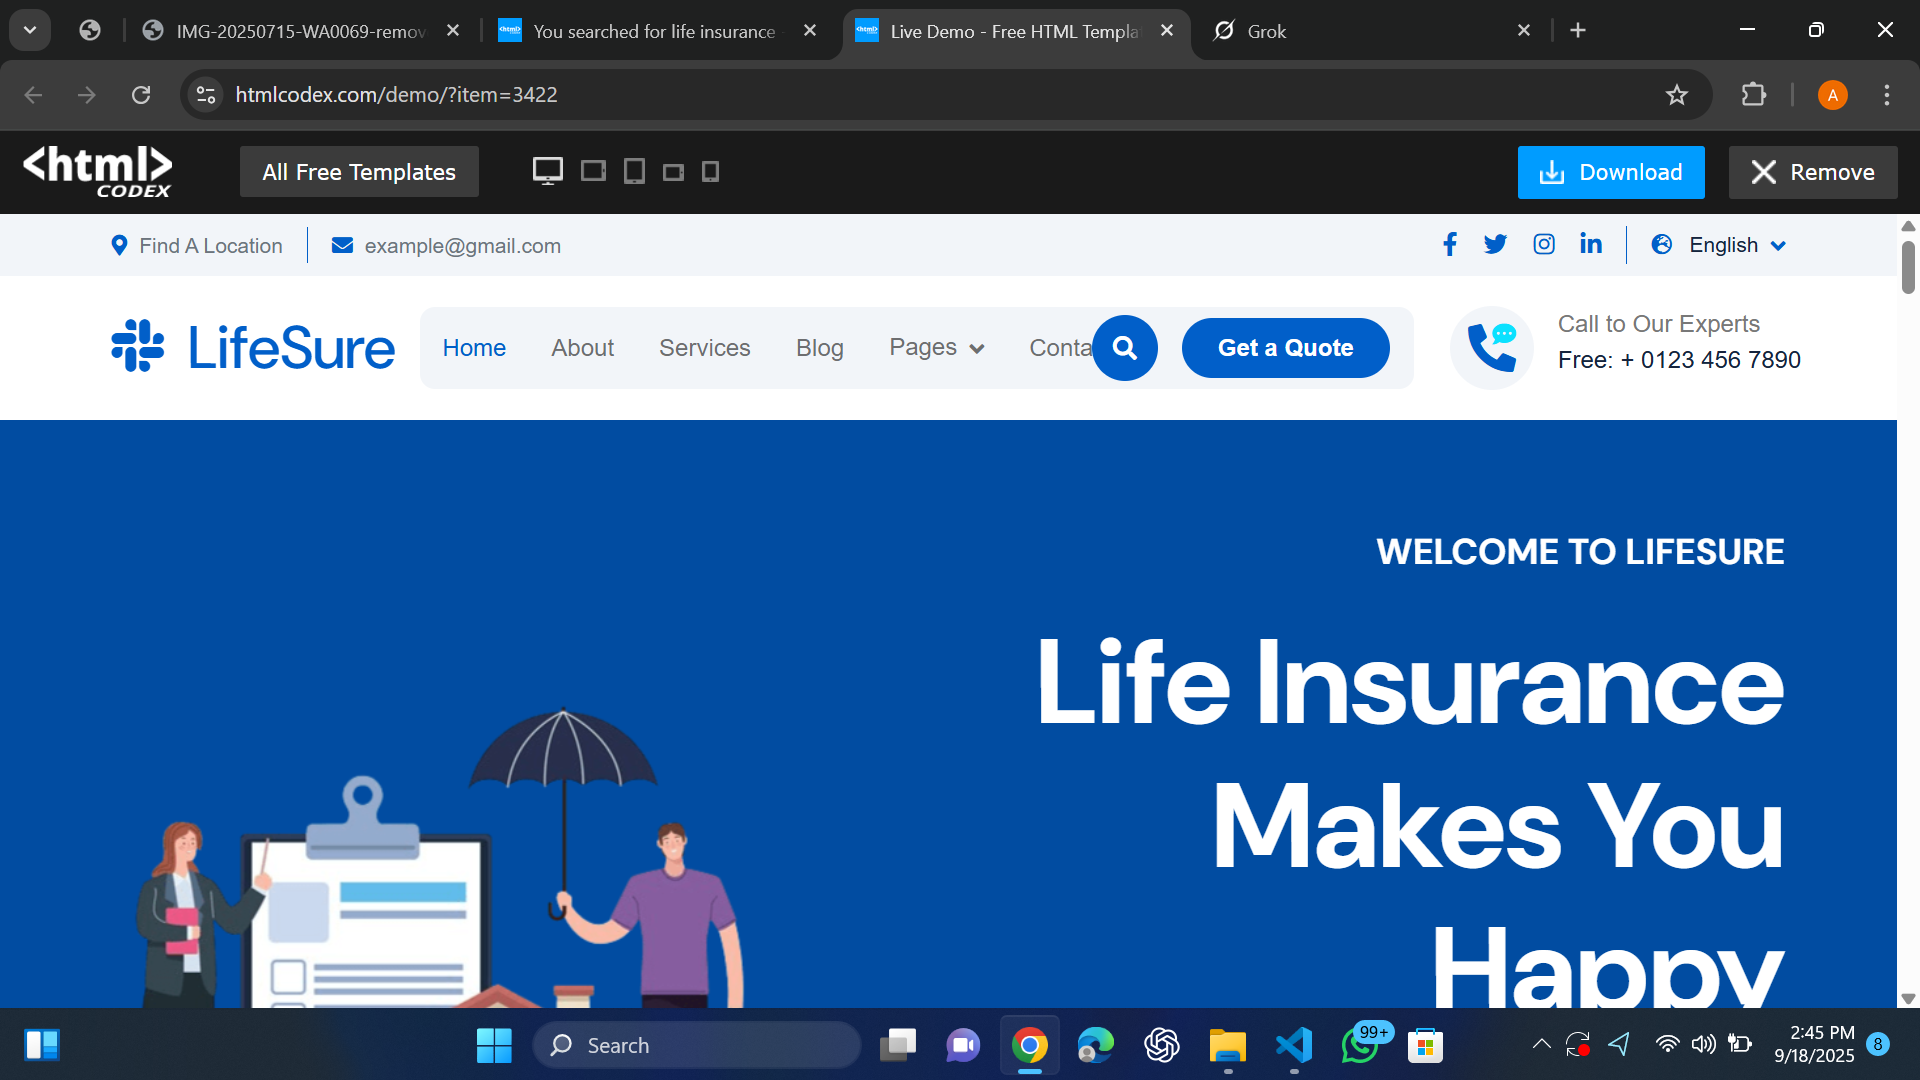 IMG-20250715-WA0069-remov
You searched for life insurance
Live Demo - Free HTML Templat
Grok
htmlcodex.com/demo/?item=3422
A
<html>
CODEX
All Free Templates
Download
Remove
Find A Location
example@gmail.com
English
LifeSure
Home
About
Services
Blog
Pages
Conta
Get a Quote
Call to Our Experts
Free: + 0123 456 7890
WELCOME TO LIFESURE
Life Insurance
Makes You
Happy
Search
99+
2:45 PM
9/18/2025
8